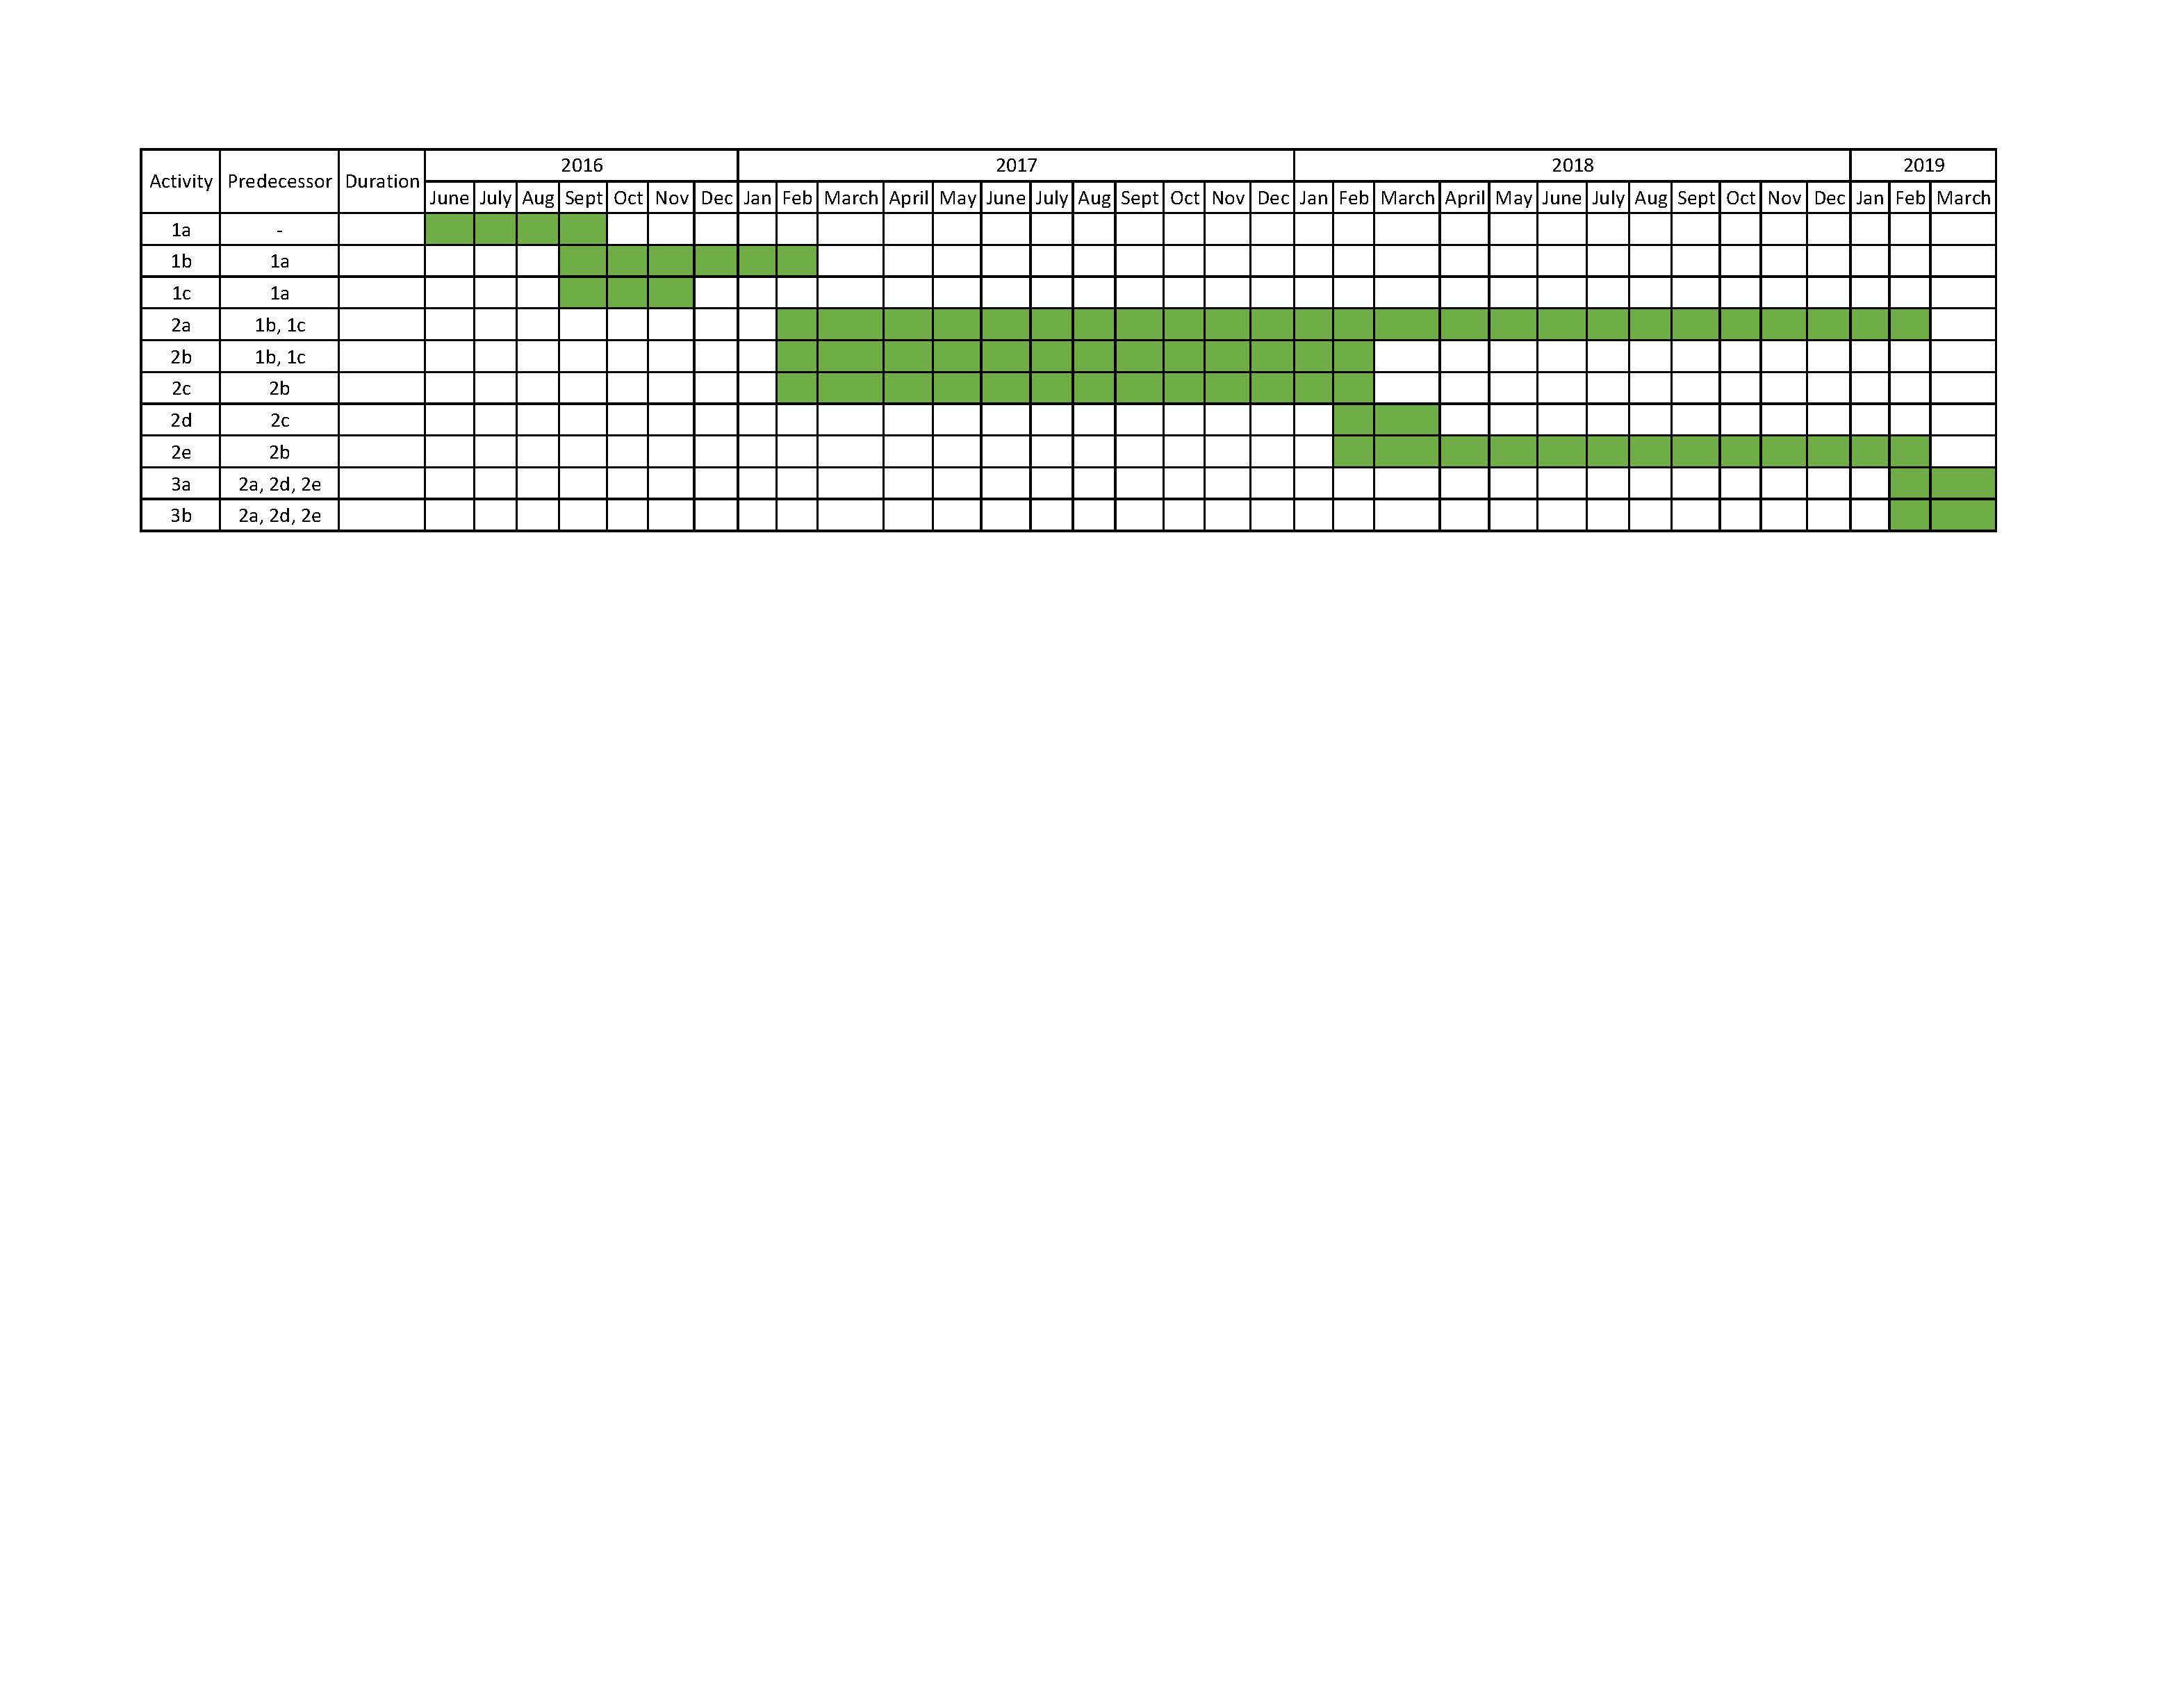 2016 2017 2018 2019
Activity Predecessor Duration
June July Aug Sept Oct Nov Dec Jan Feb March April May June July Aug Sept Oct Nov Dec Jan Feb March April May June July Aug Sept Oct Nov Dec Jan Feb March
1a -
1b 1a
1c 1a
2a 1b, 1c
2b 1b, 1c
2c 2b
2d 2c
2e 2b
3a 2a, 2d, 2e
3b 2a, 2d, 2e